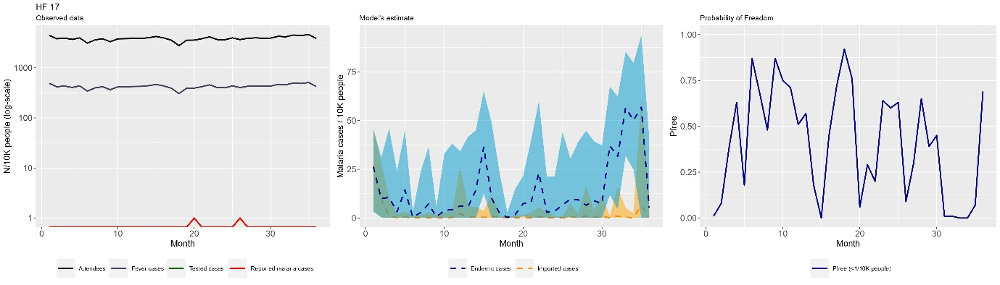 HF 17
Observed data
N/10K people (log-scale)
1000
100
10
1
0
10
20
30
Month
Attendees
Fever cases
Tested cases
Reported malaria cases
Model's estimate
Malaria cases / 10K people
75
50
25
0
0
10
20
30
Month
Endemic cases
Imported cases
Probability of Freedom
Pfree
1.00
0.75
0.50
0.25
0.00
0
10
20
30
Month
Pfree (<1/10K people)